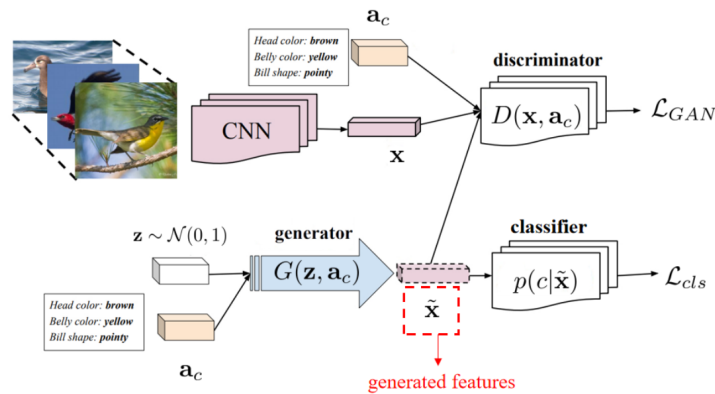 a_c
Head color: brown
Belly color: yellow
Bill shape: pointy
discriminator
CNN
x
D(x, a_c)
ℒ_GAN
z ∼ 𝒩(0, 1)
generator
G(z, a_c)
classifier
p(c|x̃)
ℒ_cls
Head color: brown
Belly color: yellow
Bill shape: pointy
x̃
a_c
generated features